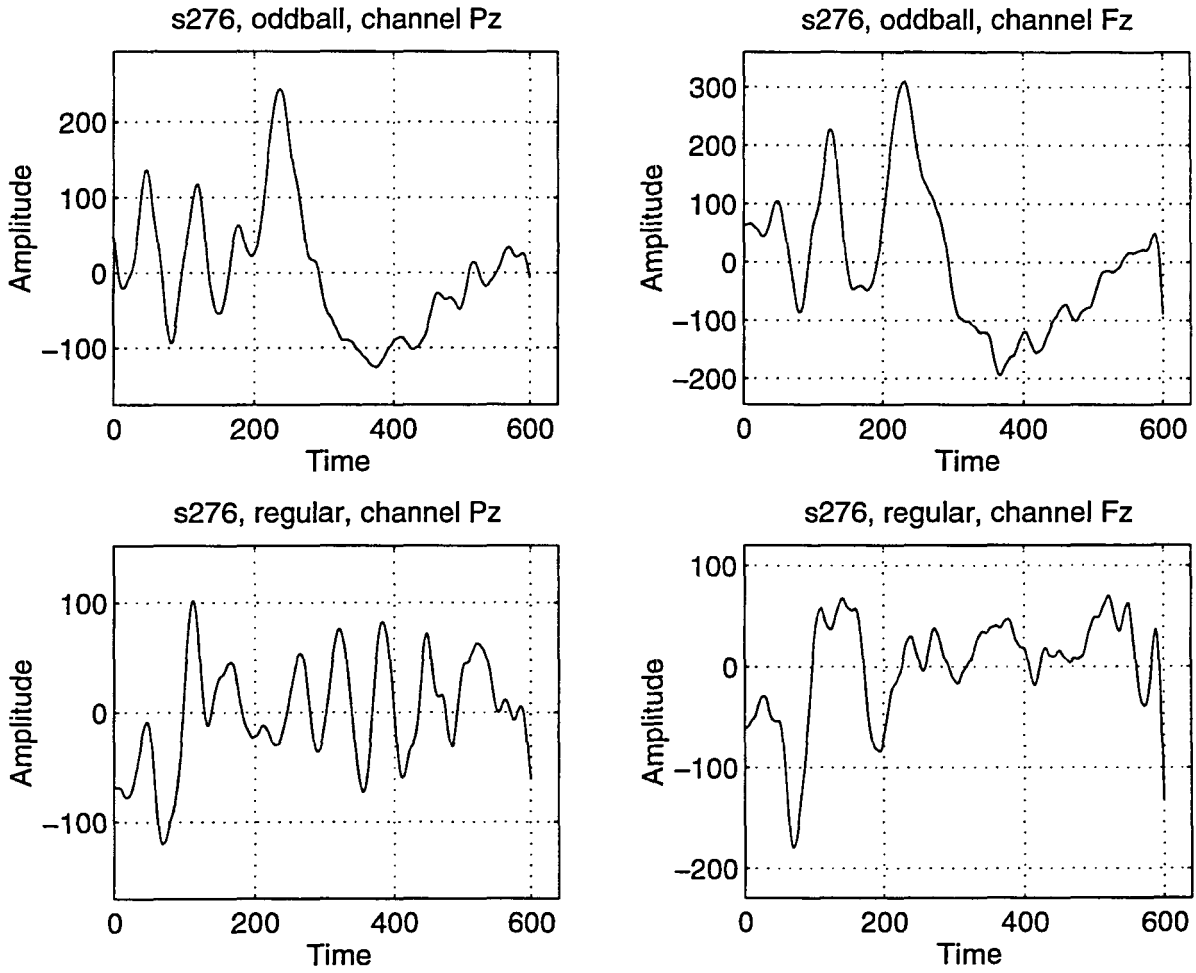 s276, oddball, channel Pz
Amplitude
200
100
0
−100
0
200
400
600
Time
s276, oddball, channel Fz
Amplitude
300
200
100
0
−100
−200
0
200
400
600
Time
s276, regular, channel Pz
Amplitude
100
0
−100
0
200
400
600
Time
s276, regular, channel Fz
Amplitude
100
0
−100
−200
0
200
400
600
Time